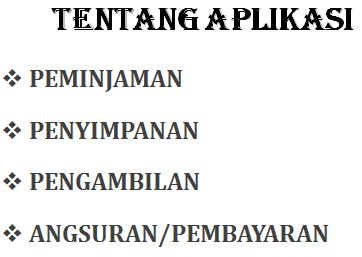 TENTANG APLIKASI
❖ PEMINJAMAN
❖ PENYIMPANAN
❖ PENGAMBILAN
❖ ANGSURAN/PEMBAYARAN